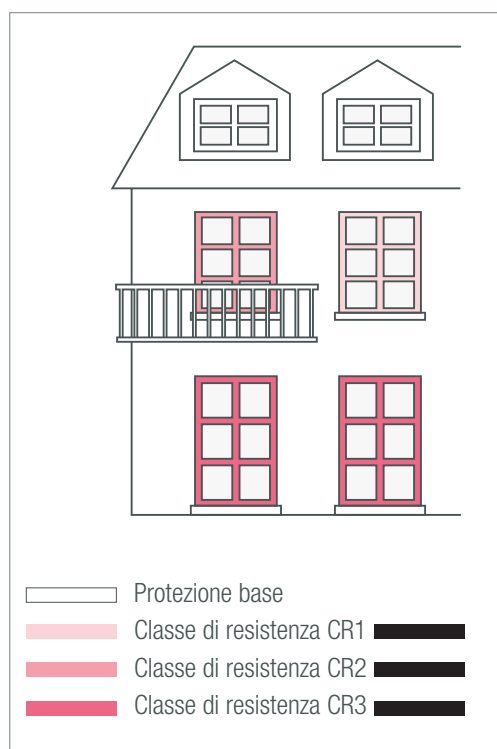 Protezione base
Classe di resistenza CR1
Classe di resistenza CR2
Classe di resistenza CR3